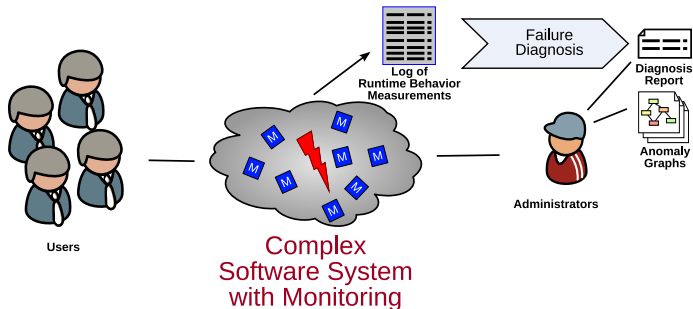 Failure
Diagnosis
Log of
Runtime Behavior
Measurements
Diagnosis
Report
M
M
M
M
M
M
M
M
Anomaly
Graphs
Users
Administrators
Complex
Software System
with Monitoring